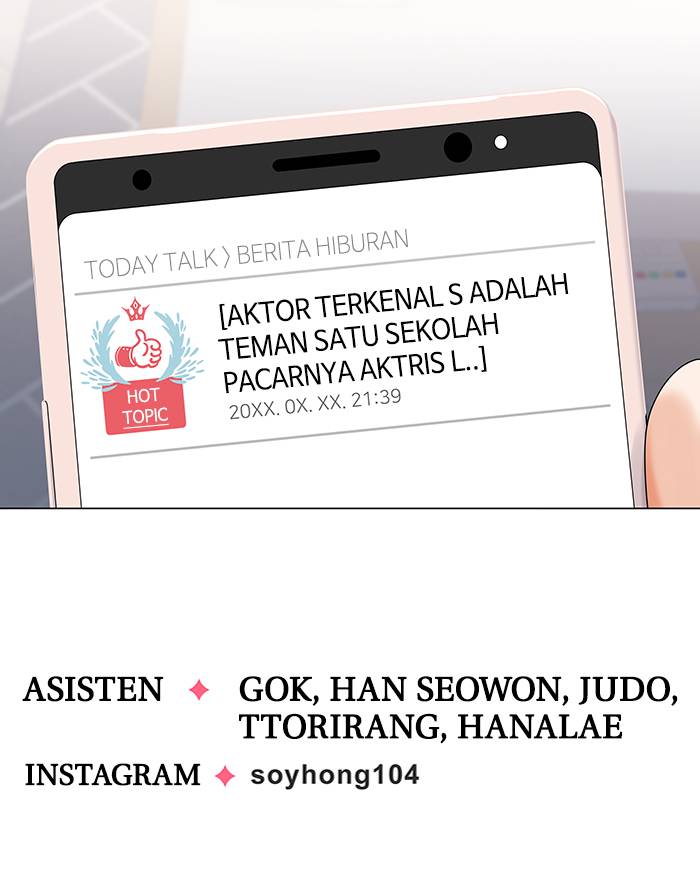 TODAY TALK 〉 BERITA HIBURAN
[AKTOR TERKENAL S ADALAH
TEMAN SATU SEKOLAH
PACARNYA AKTRIS L..]
20XX. 0X. XX. 21:39
HOT
TOPIC
ASISTEN ✦ GOK, HAN SEOWON, JUDO,
TTORIRANG, HANALAE
INSTAGRAM ✦ soyhong104